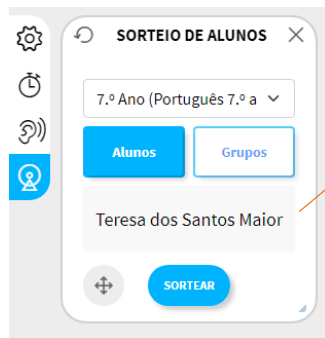 SORTEIO DE ALUNOS
7.º Ano (Português 7.º a
Alunos
Grupos
Teresa dos Santos Maior
SORTEAR